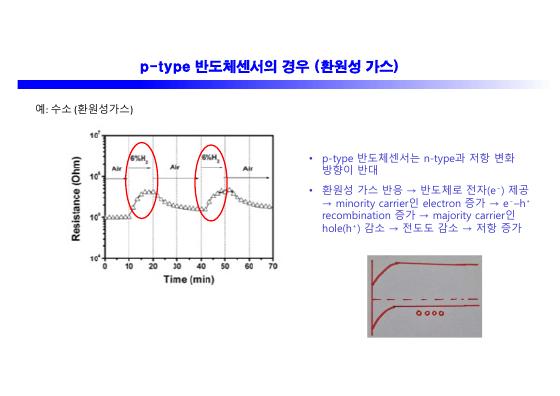 p-type 반도체센서의 경우 (환원성 가스)
예: 수소 (환원성가스)
10⁷
6%H₂
6%H₂
Air
Air
Air
10⁶
10⁵
10⁴
Resistance (Ohm)
0 10 20 30 40 50 60 70
Time (min)
• p-type 반도체센서는 n-type과 저항 변화
방향이 반대
• 환원성 가스 반응 → 반도체로 전자(e⁻) 제공
→ minority carrier인 electron 증가 → e⁻–h⁺
recombination 증가 → majority carrier인
hole(h⁺) 감소 → 전도도 감소 → 저항 증가